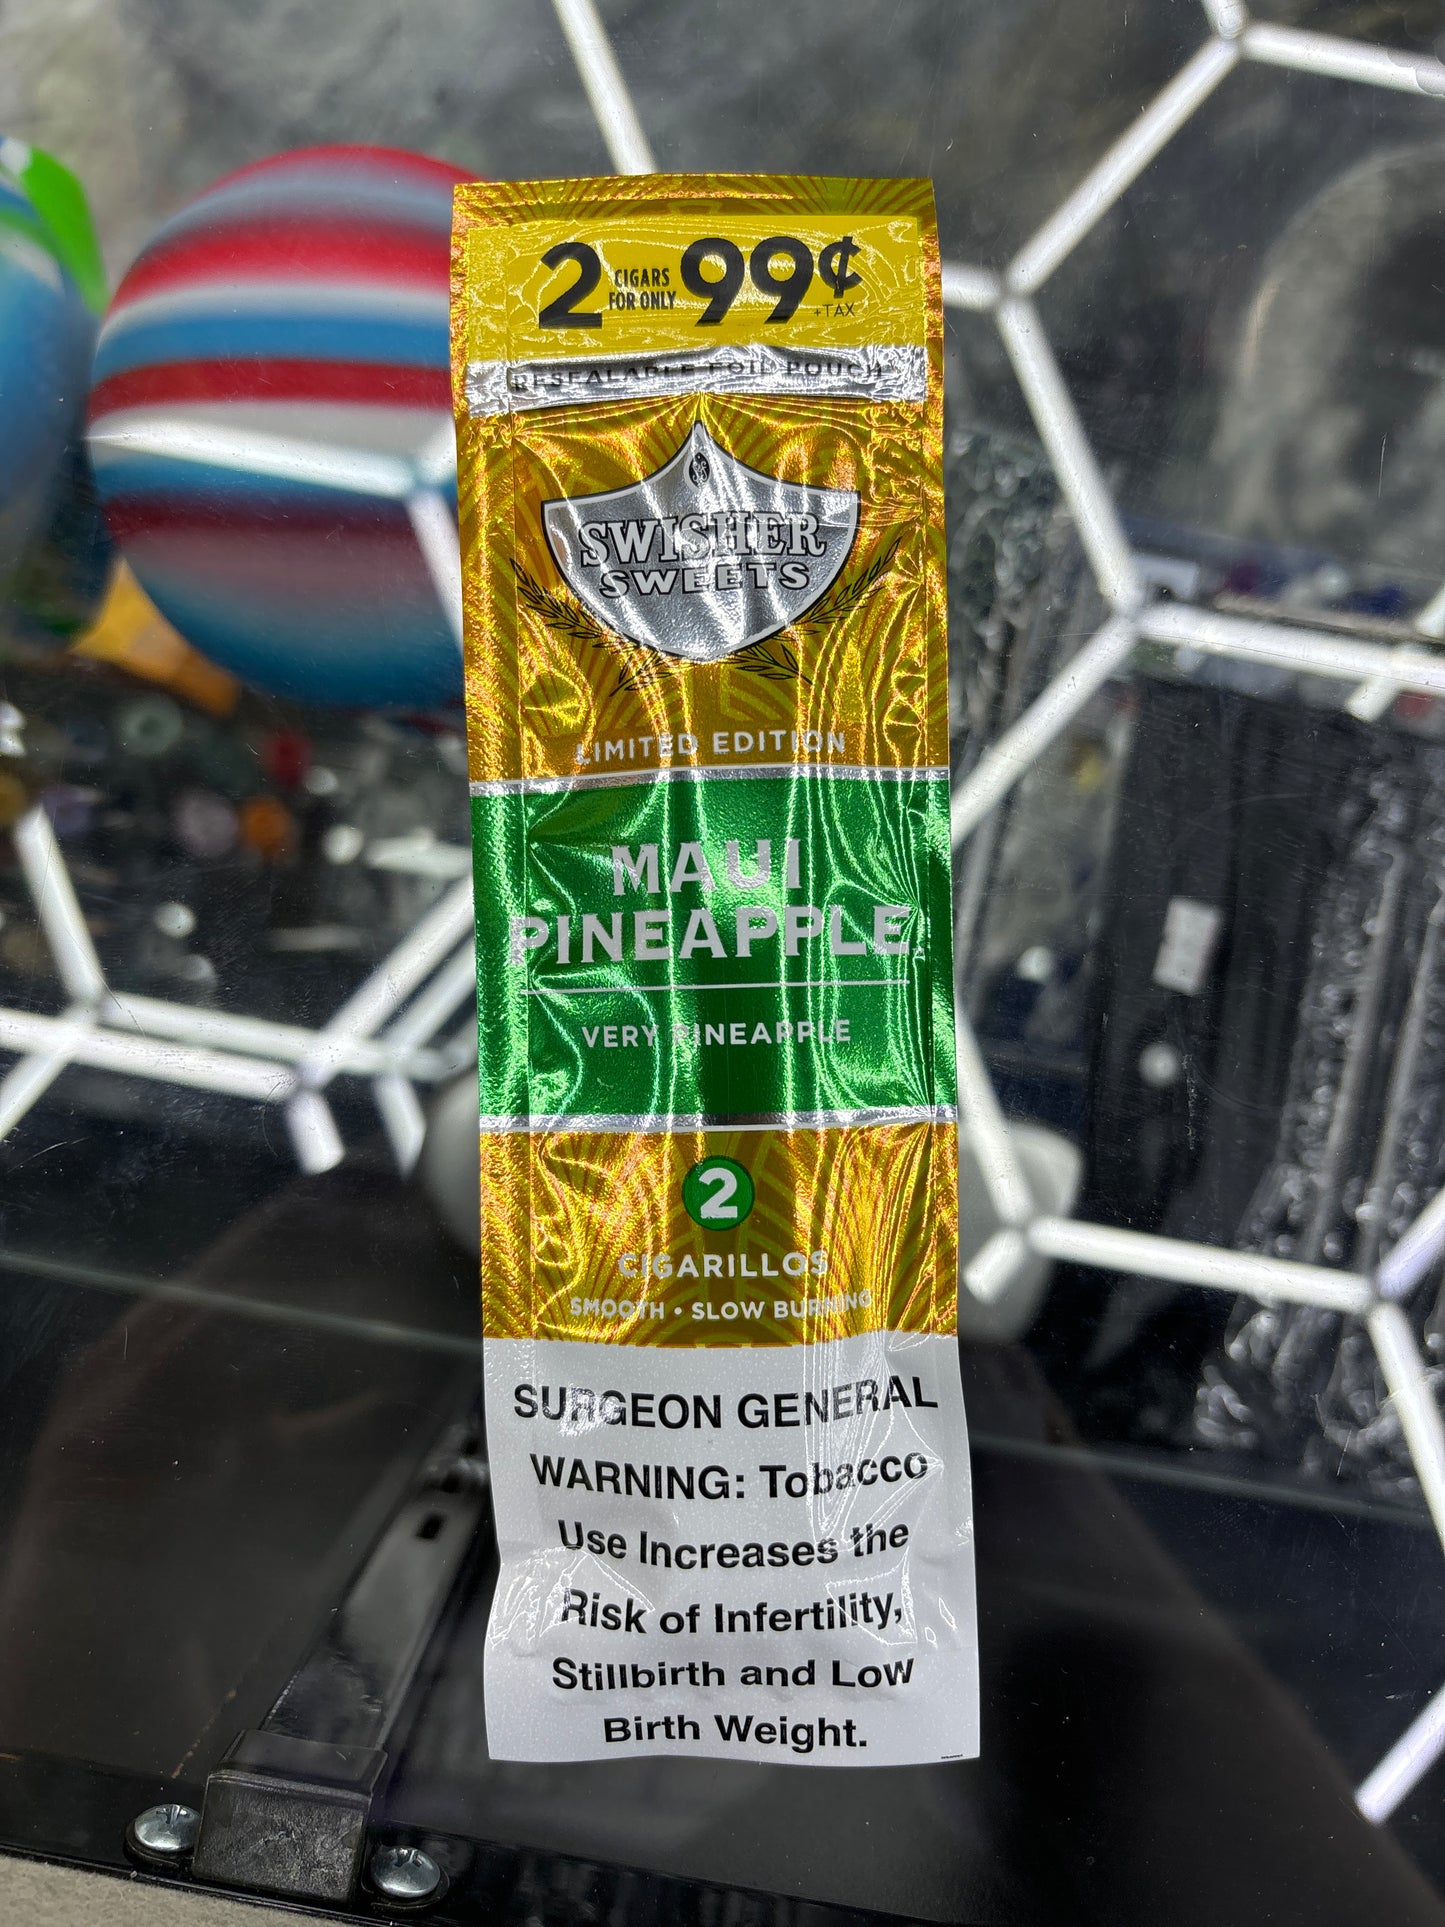 2 CIGARS FOR ONLY 99¢ +TAX
RESEALABLE FOIL POUCH
SWISHER
SWEETS
LIMITED EDITION
MAUI
PINEAPPLE
VERY PINEAPPLE
2
CIGARILLOS
SMOOTH • SLOW BURNING
SURGEON GENERAL
WARNING: Tobacco
Use Increases the
Risk of Infertility,
Stillbirth and Low
Birth Weight.